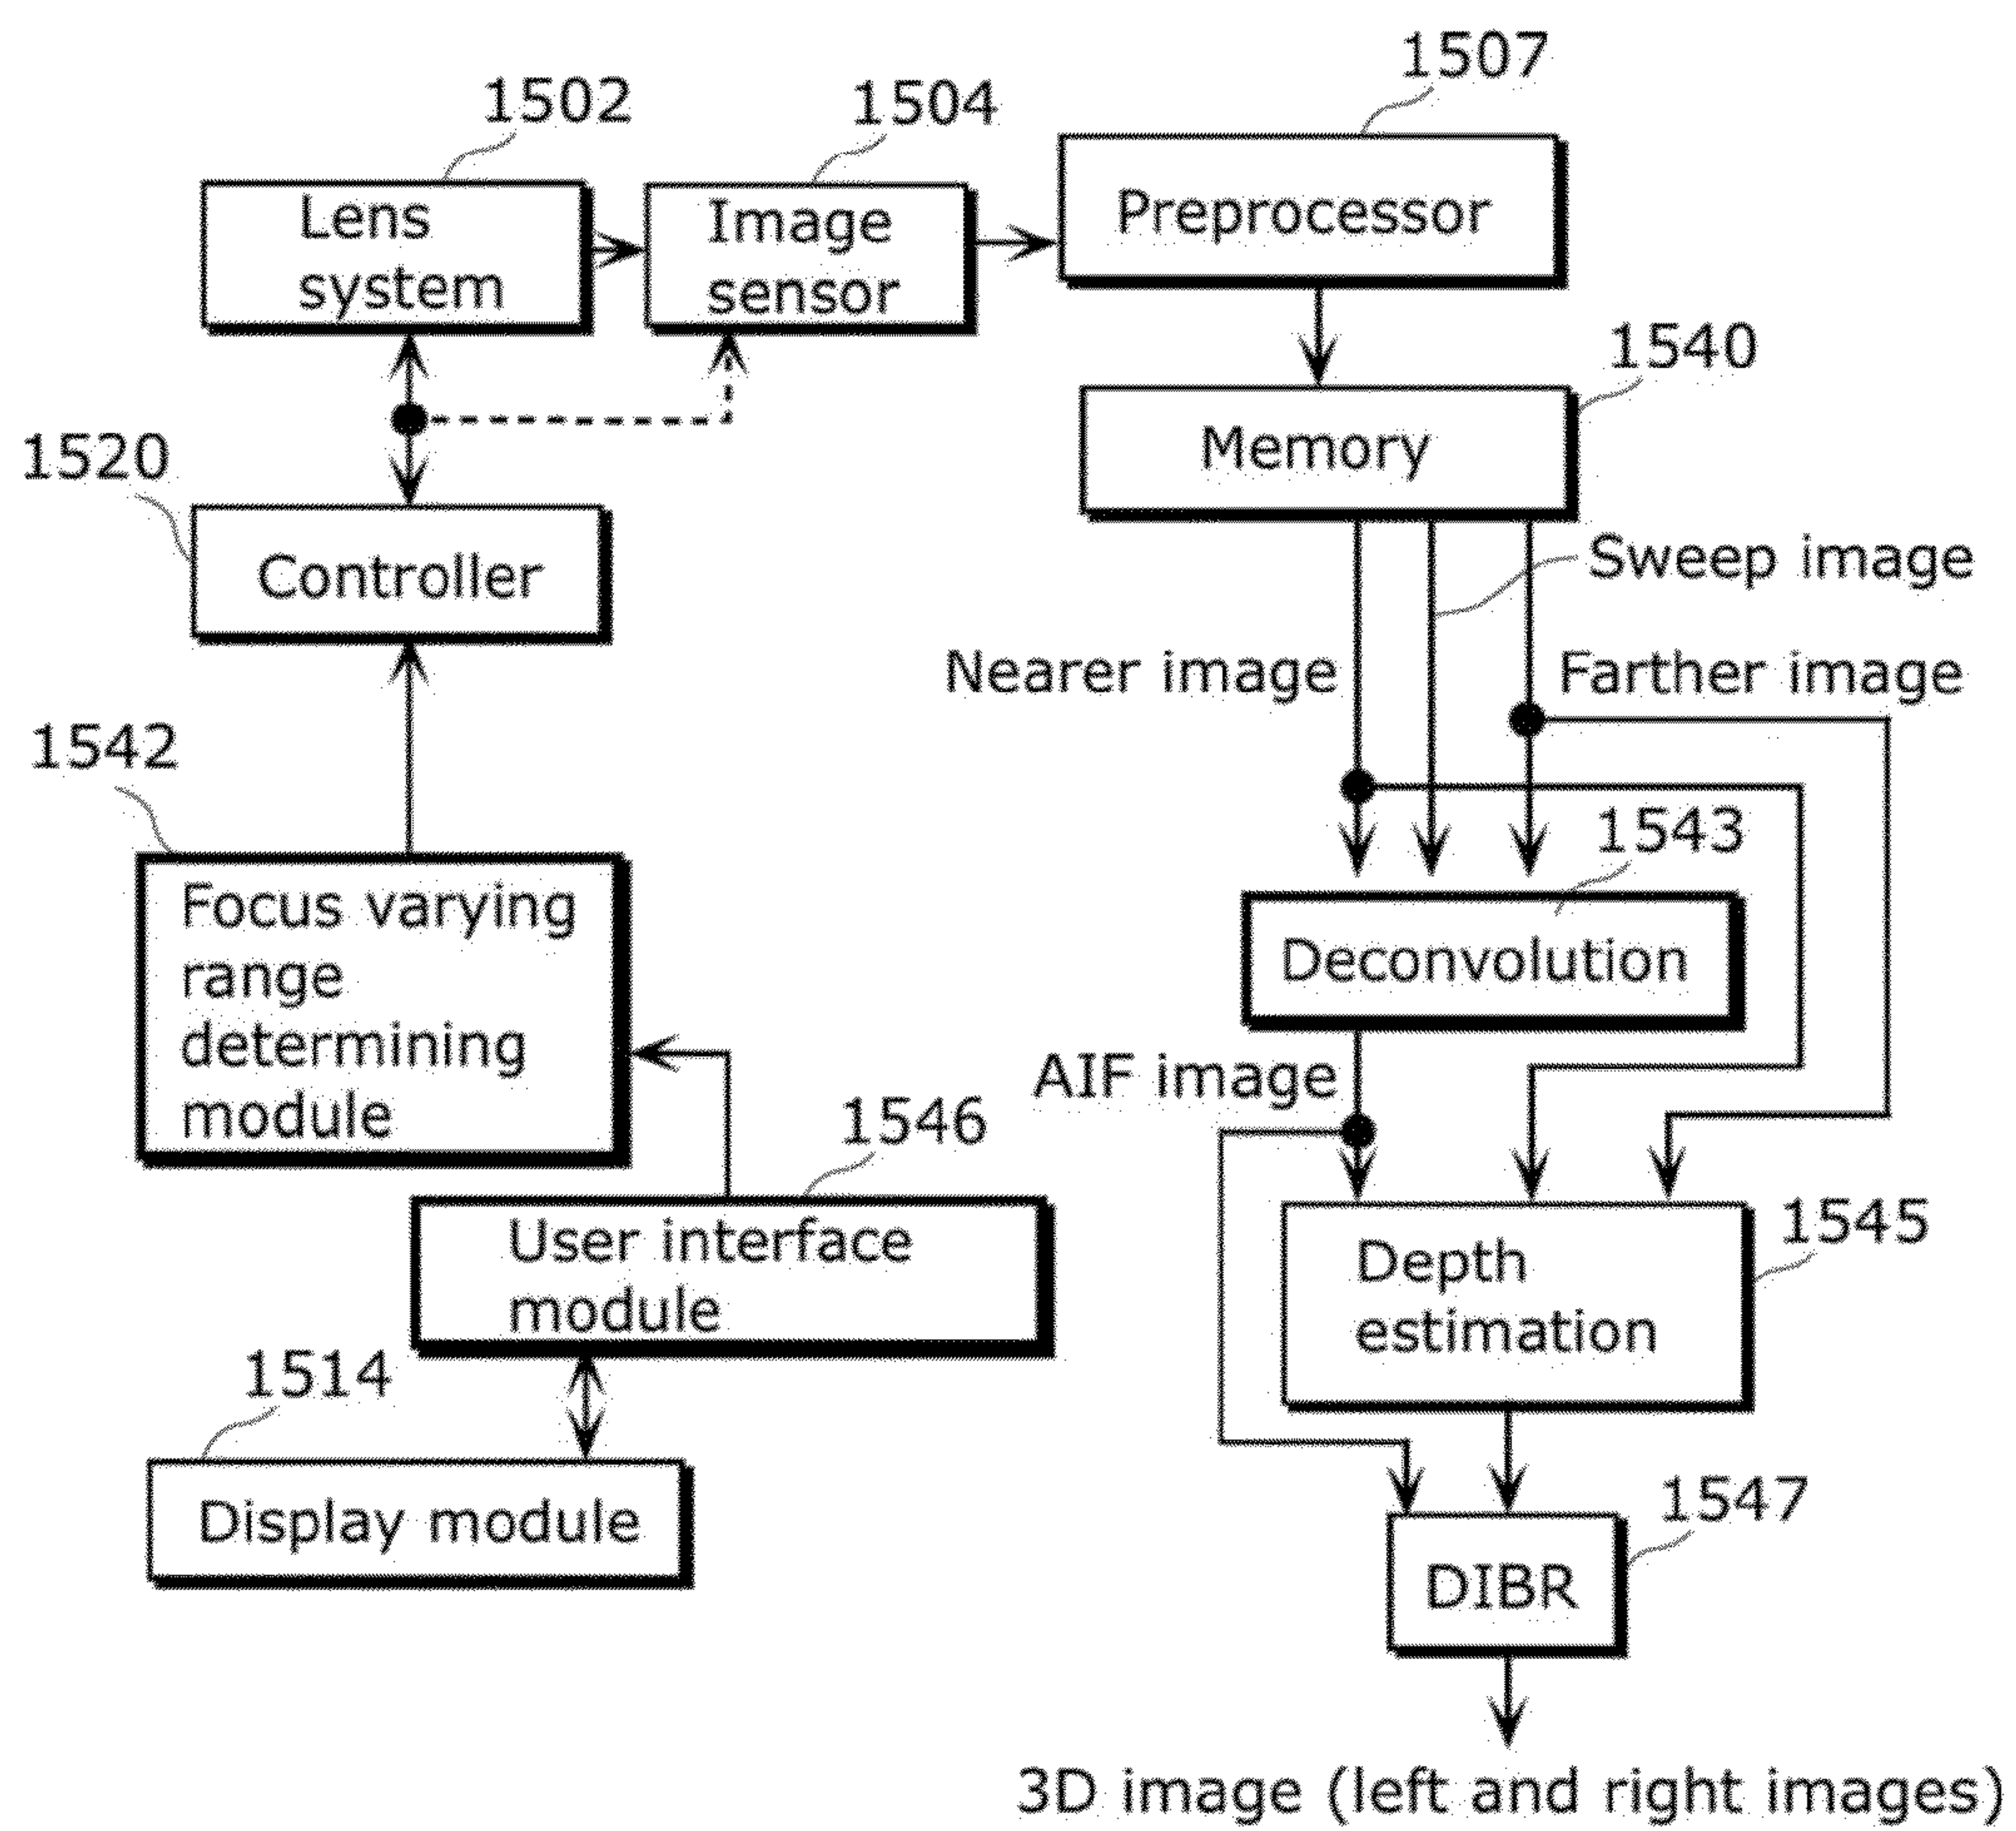 1507
1502
1504
Lens
system
Image
sensor
Preprocessor
1540
Memory
1520
Controller
Sweep image
Nearer image
Farther image
1542
Focus varying
range
determining
module
1543
Deconvolution
AIF image
1546
User interface
module
1545
Depth
estimation
1514
Display module
1547
DIBR
3D image (left and right images)